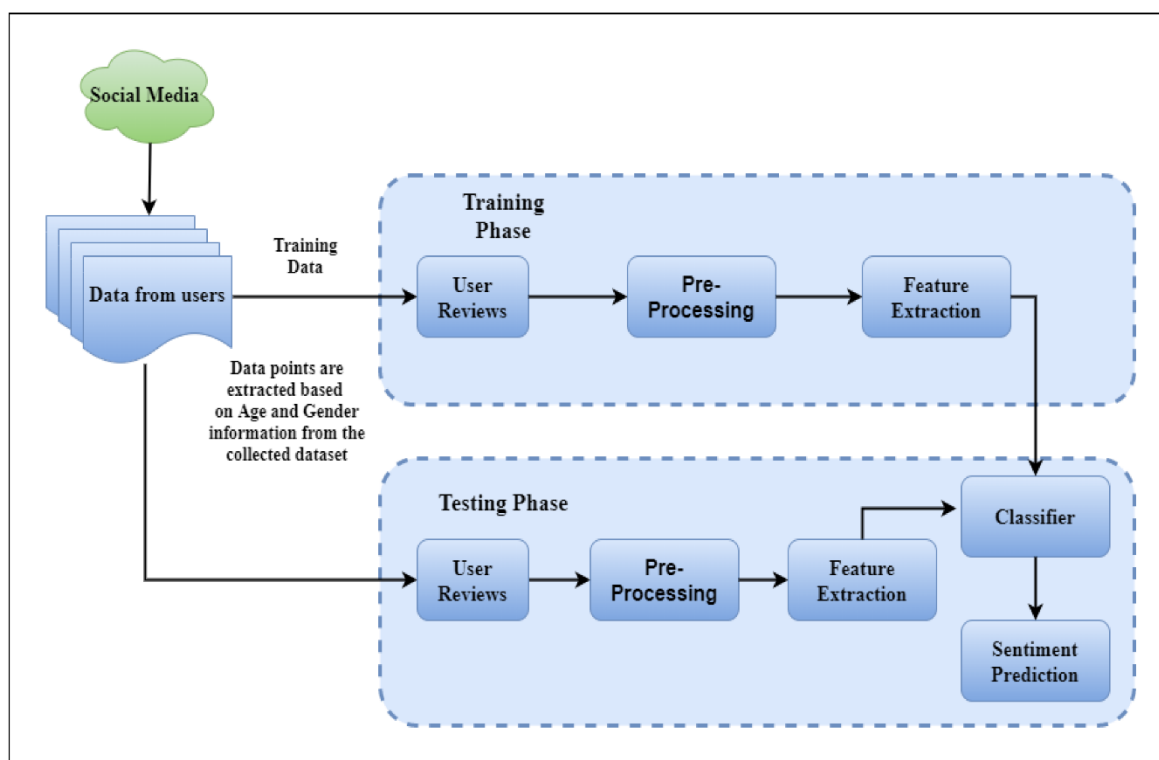 Social Media
Data from users
Training
Data
Data points are
extracted based
on Age and Gender
information from the
collected dataset
Training
Phase
User
Reviews
Pre-
Processing
Feature
Extraction
Testing Phase
User
Reviews
Pre-
Processing
Feature
Extraction
Classifier
Sentiment
Prediction